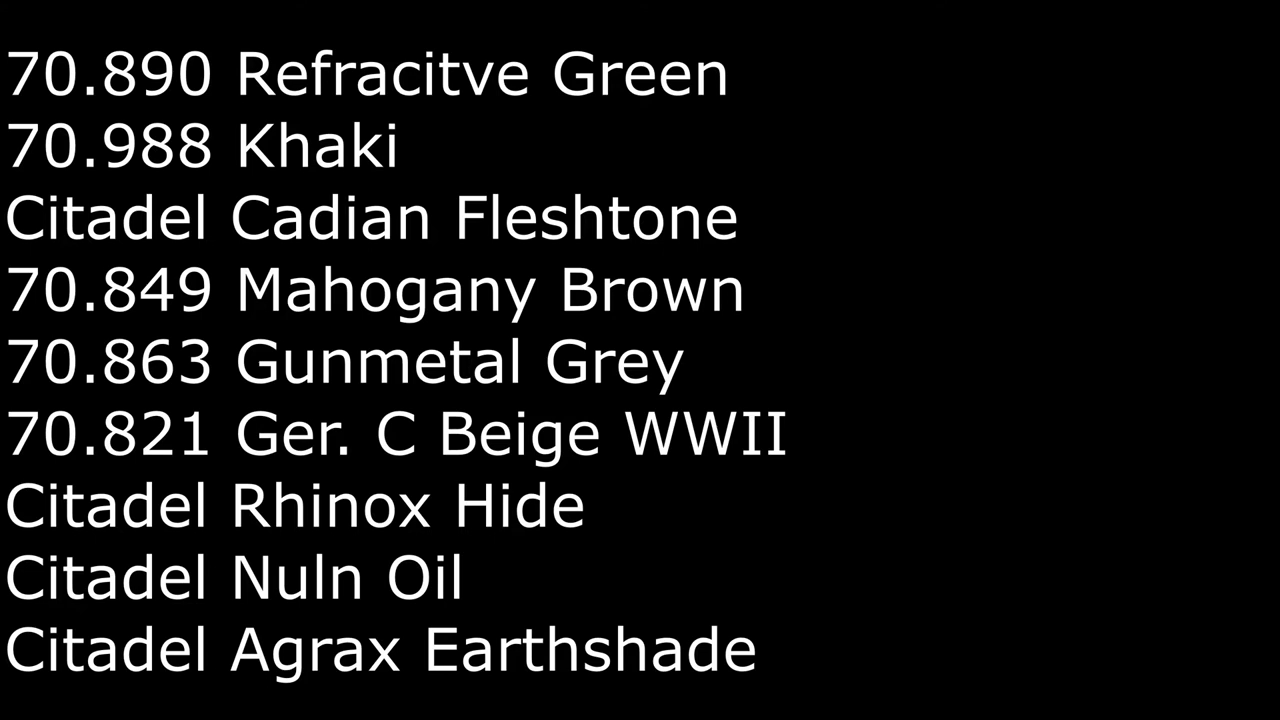 70.890 Refracitve Green
70.988 Khaki
Citadel Cadian Fleshtone
70.849 Mahogany Brown
70.863 Gunmetal Grey
70.821 Ger. C Beige WWII
Citadel Rhinox Hide
Citadel Nuln Oil
Citadel Agrax Earthshade